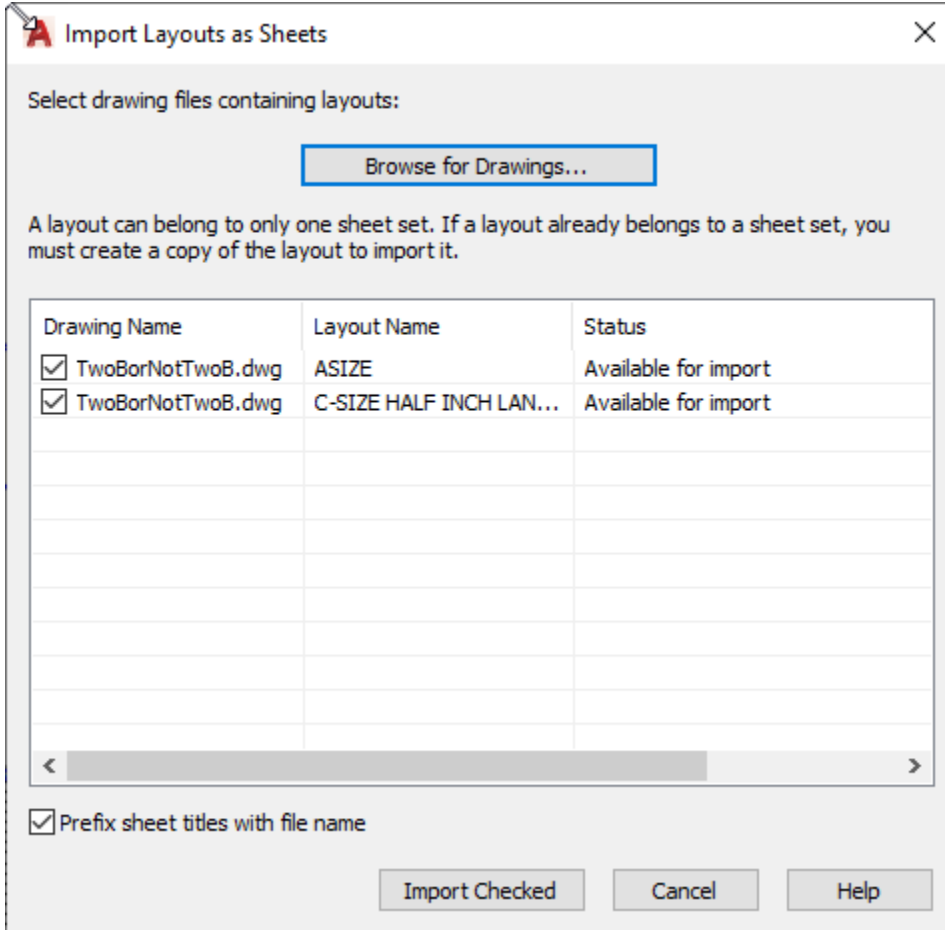 Import Layouts as Sheets
Select drawing files containing layouts:
Browse for Drawings...
A layout can belong to only one sheet set. If a layout already belongs to a sheet set, you
must create a copy of the layout to import it.
Drawing Name Layout Name Status
TwoBorNotTwoB.dwg ASIZE Available for import
TwoBorNotTwoB.dwg C-SIZE HALF INCH LAN... Available for import
Prefix sheet titles with file name
Import Checked Cancel Help